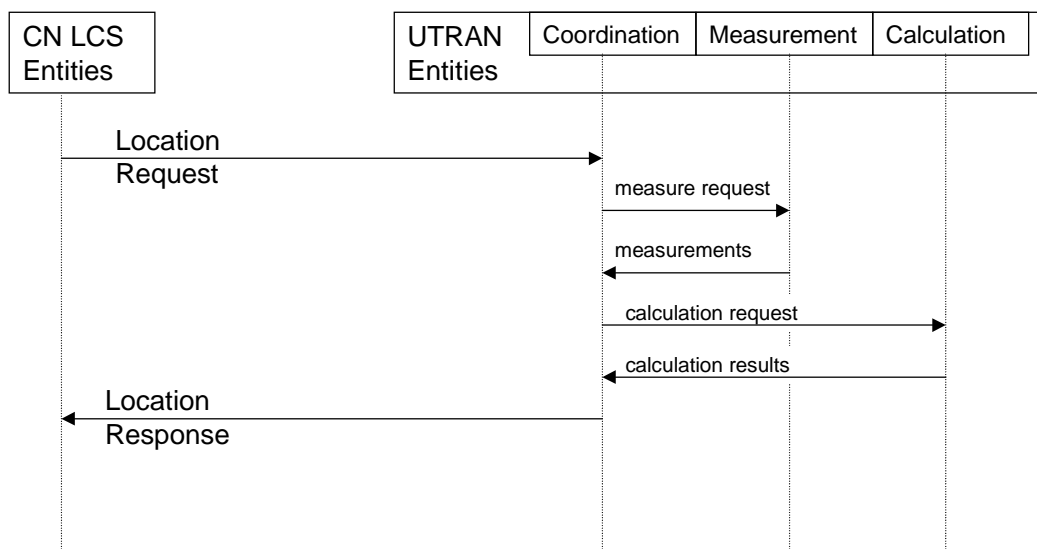 CN LCS
Entities
UTRAN
Entities
Coordination
Measurement
Calculation
Location
Request
measure request
measurements
calculation request
calculation results
Location
Response